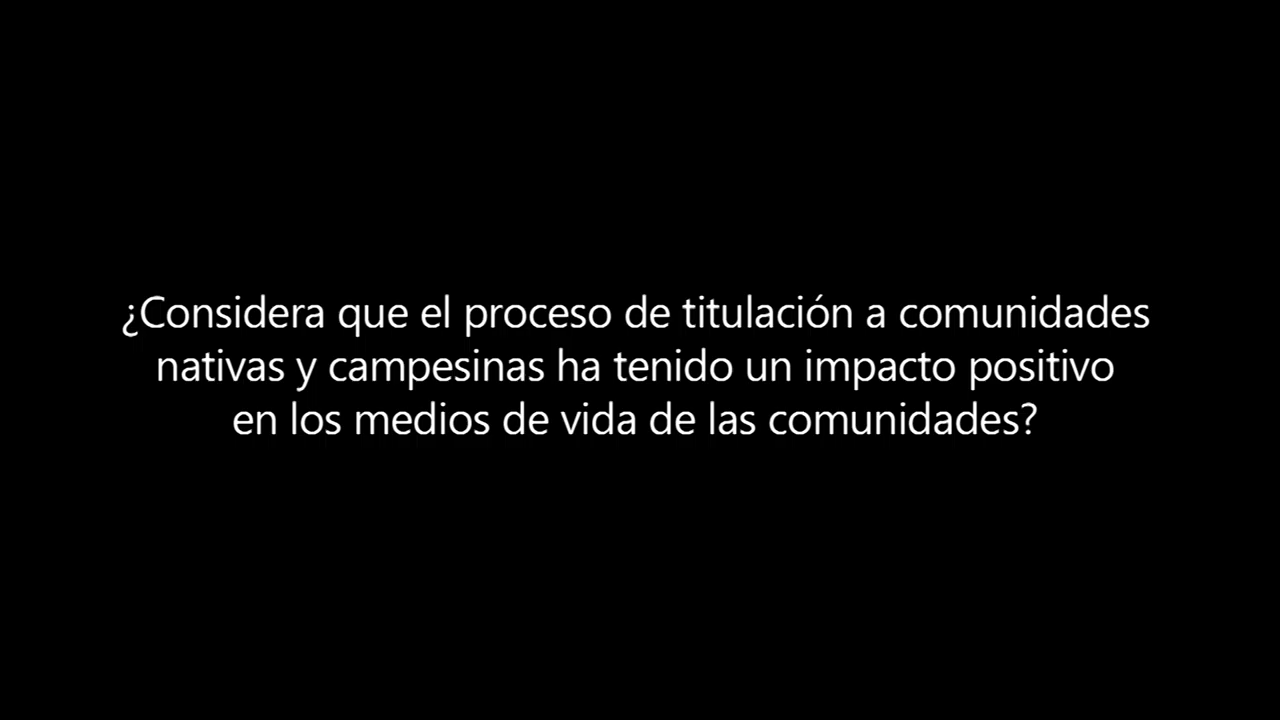 ¿Considera que el proceso de titulación a comunidades
nativas y campesinas ha tenido un impacto positivo
en los medios de vida de las comunidades?